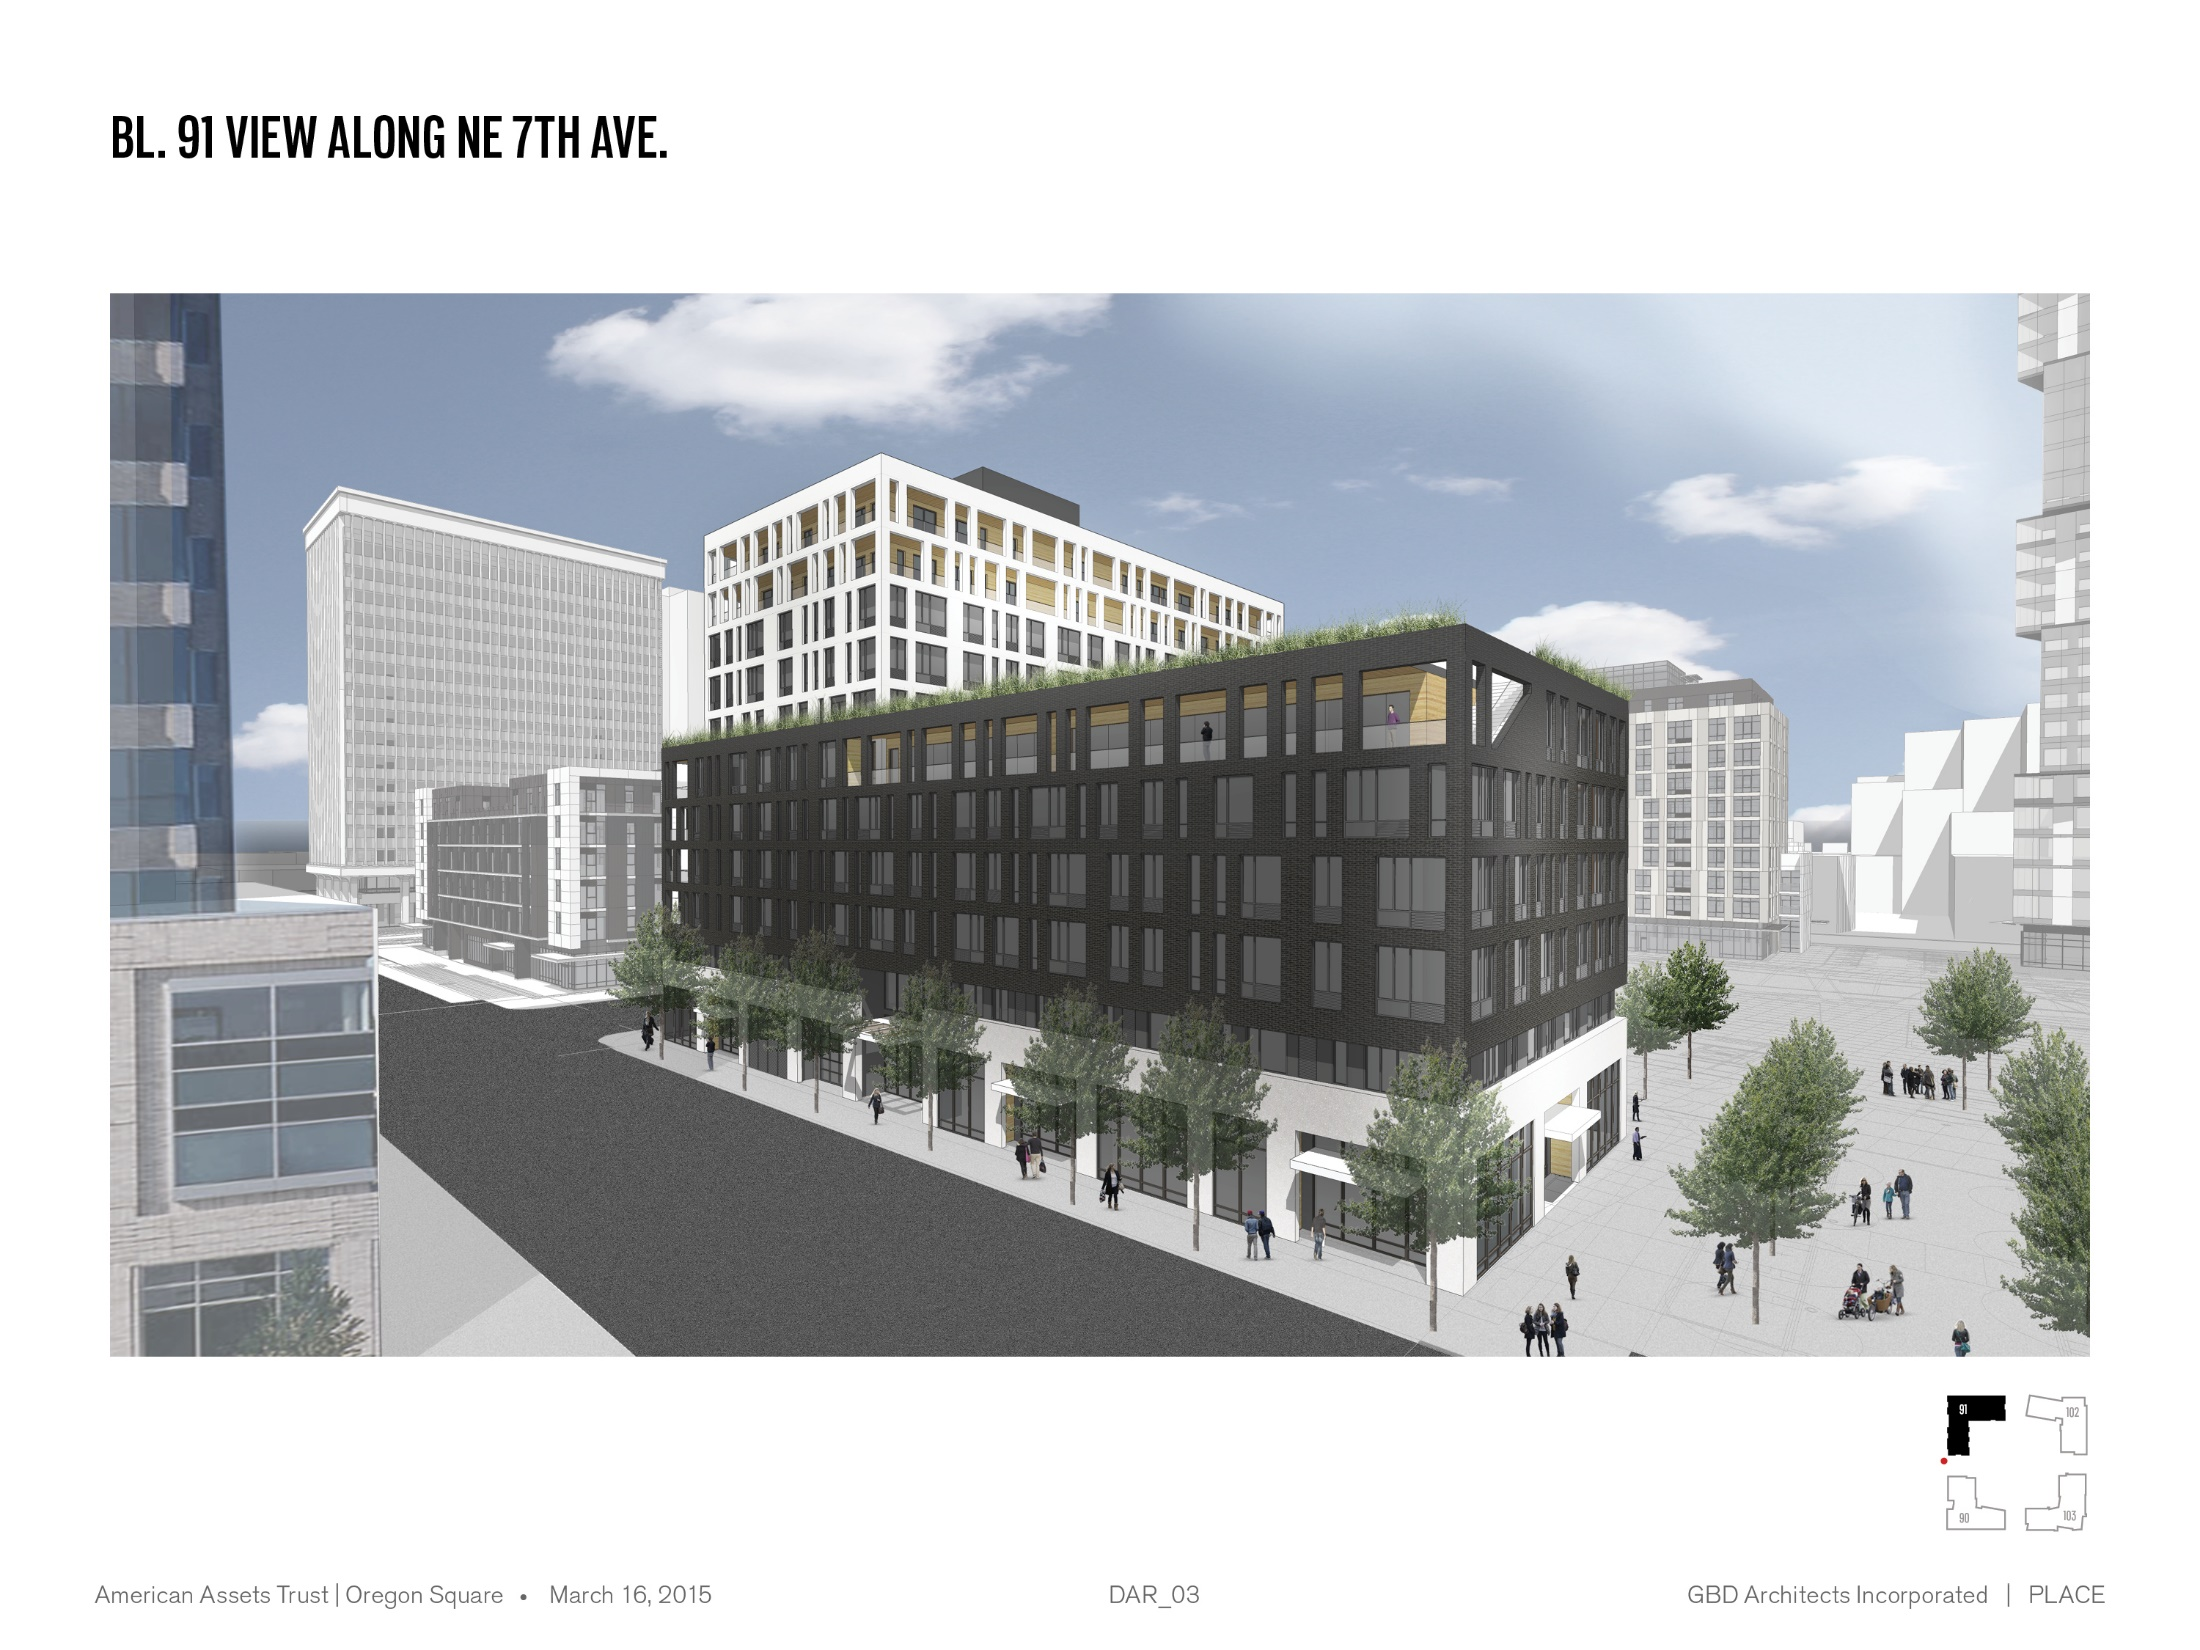 BL. 91 VIEW ALONG NE 7TH AVE.
91
102
90
103
American Assets Trust | Oregon Square • March 16, 2015
DAR_03
GBD Architects Incorporated | PLACE